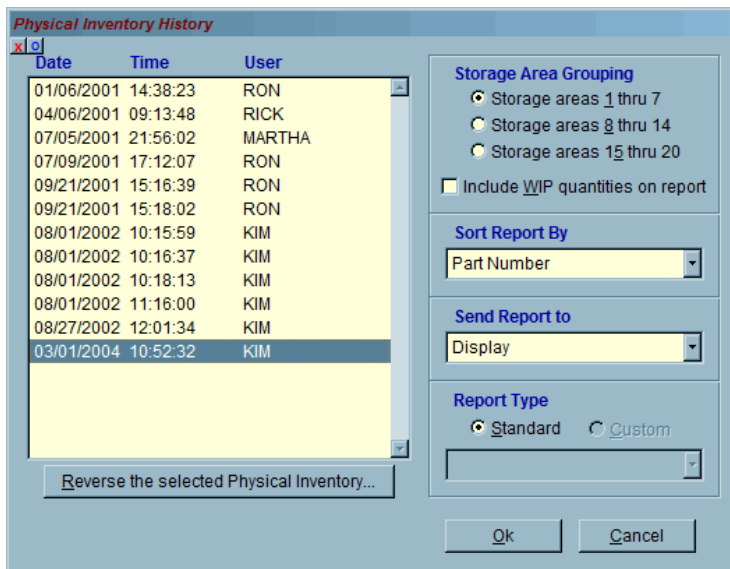 Physical Inventory History
x o
Date Time User
01/06/2001 14:38:23 RON
04/06/2001 09:13:48 RICK
07/05/2001 21:56:02 MARTHA
07/09/2001 17:12:07 RON
09/21/2001 15:16:39 RON
09/21/2001 15:18:02 RON
08/01/2002 10:15:59 KIM
08/01/2002 10:16:37 KIM
08/01/2002 10:18:13 KIM
08/01/2002 11:16:00 KIM
08/27/2002 12:01:34 KIM
03/01/2004 10:52:32 KIM
Reverse the selected Physical Inventory...
Storage Area Grouping
Storage areas 1 thru 7
Storage areas 8 thru 14
Storage areas 15 thru 20
Include WIP quantities on report
Sort Report By
Part Number
Send Report to
Display
Report Type
Standard Custom
Ok Cancel